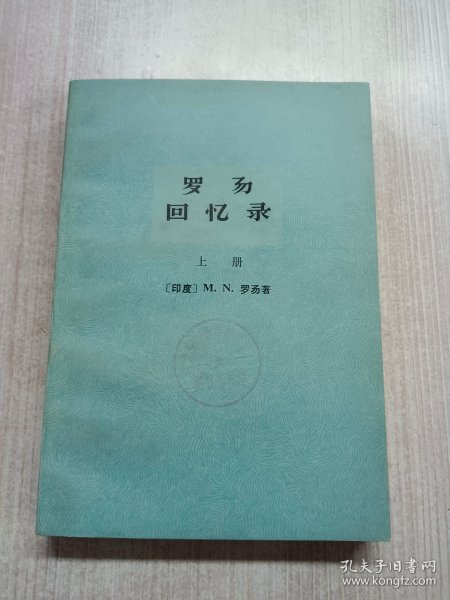 罗易
回忆录
上册
〔印度〕M. N. 罗易著
孔夫子旧书网
www.kongfz.com